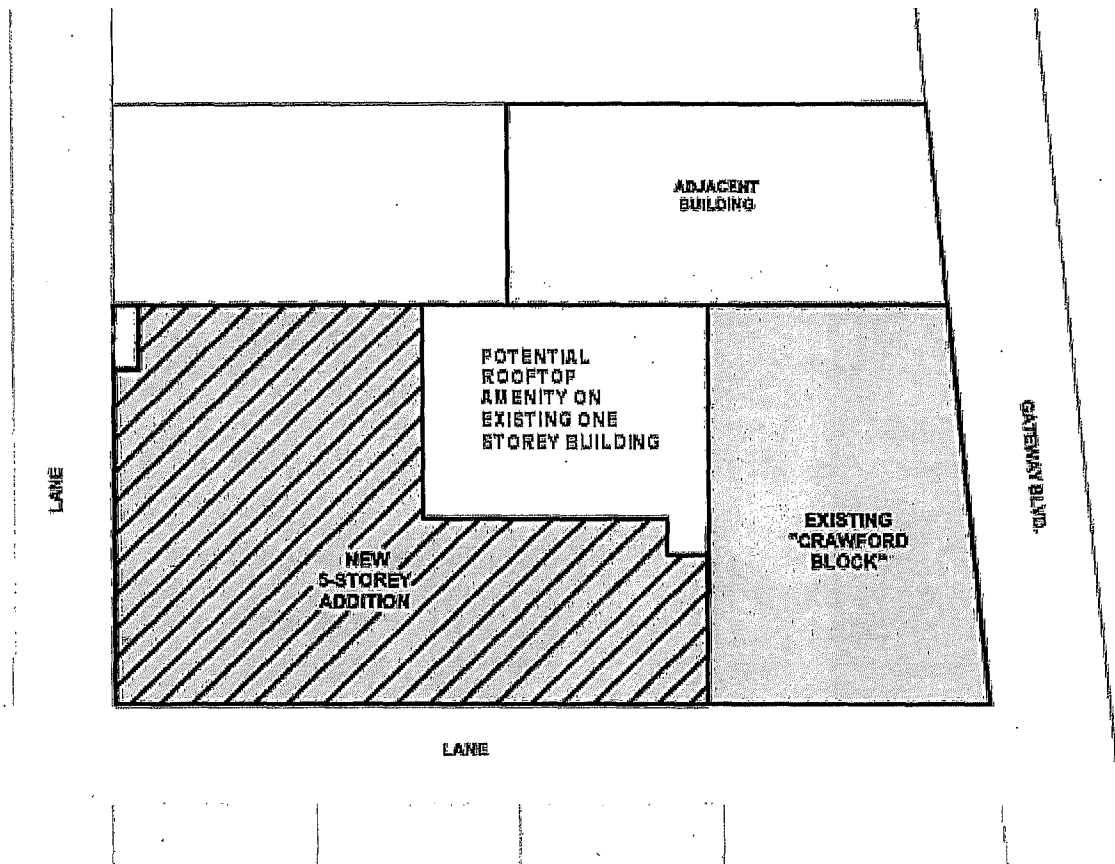 ADJACENT
BUILDING
POTENTIAL
ROOFTOP
AMENITY ON
EXISTING ONE
STOREY BUILDING
GATEWAY BLVD.
LANE
EXISTING
"CRAWFORD
BLOCK"
NEW
5-STOREY
ADDITION
LANE